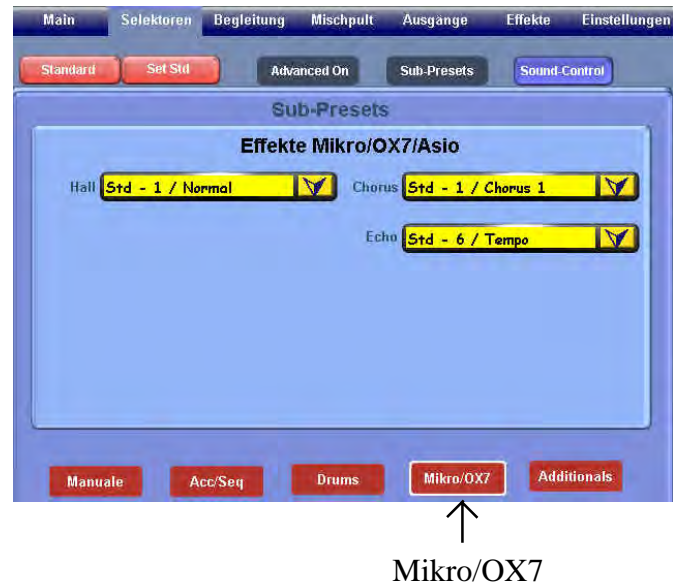 Main Selektoren Begleitung Mischpult Ausgänge Effekte Einstellungen
Standard Set Std Advanced On Sub-Presets Sound-Control
Sub-Presets
Effekte Mikro/OX7/Asio
Hall Std - 1 / Normal Chorus Std - 1 / Chorus 1
Echo Std - 6 / Tempo
Manuale Acc/Seq Drums Mikro/OX7 Additionals
Mikro/OX7